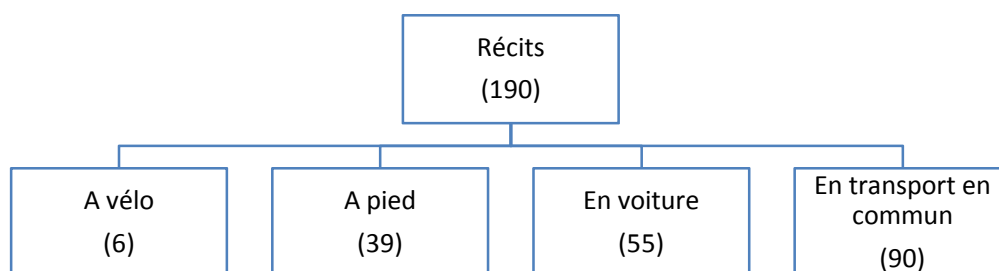 Récits
(190)
A vélo
(6)
A pied
(39)
En voiture
(55)
En transport en
commun
(90)